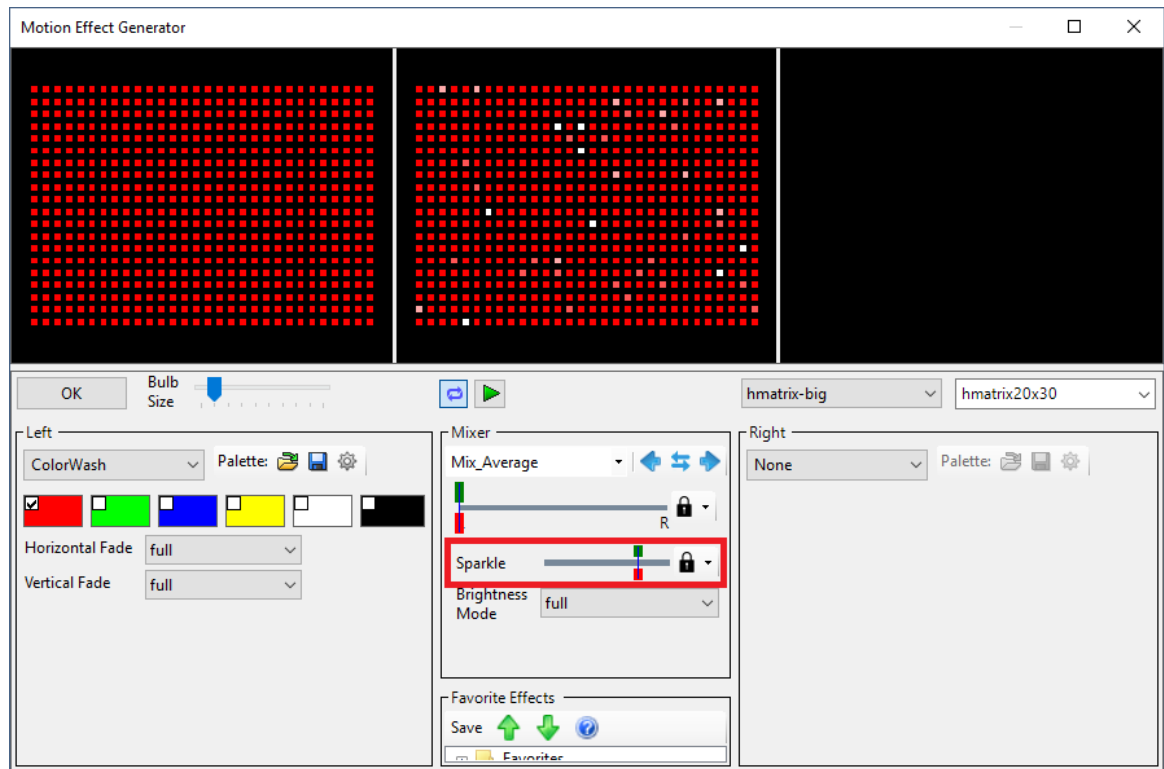 Motion Effect Generator
OK
Bulb
Size
hmatrix-big
hmatrix20x30
Left
ColorWash
Palette:
Horizontal Fade
full
Vertical Fade
full
Mixer
Mix_Average
R
Sparkle
Brightness
Mode
full
Favorite Effects
Save
Favorites
Right
None
Palette: